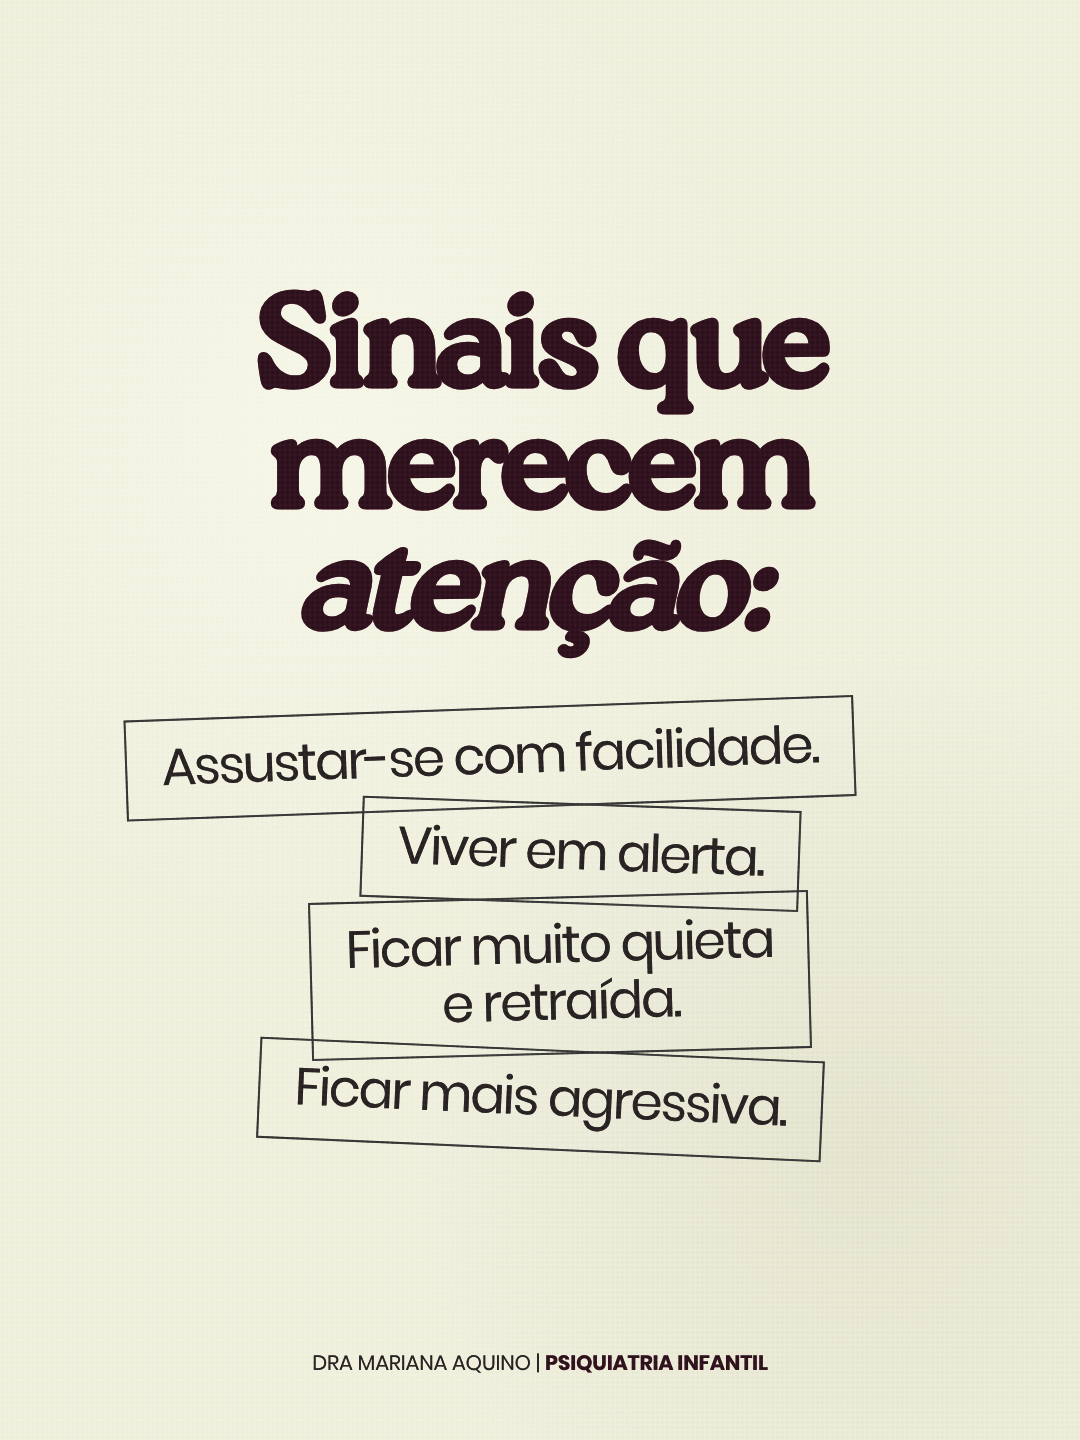 Sinais que
merecem
atenção:
Assustar-se com facilidade.
Viver em alerta.
Ficar muito quieta
e retraída.
Ficar mais agressiva.
DRA MARIANA AQUINO | PSIQUIATRIA INFANTIL